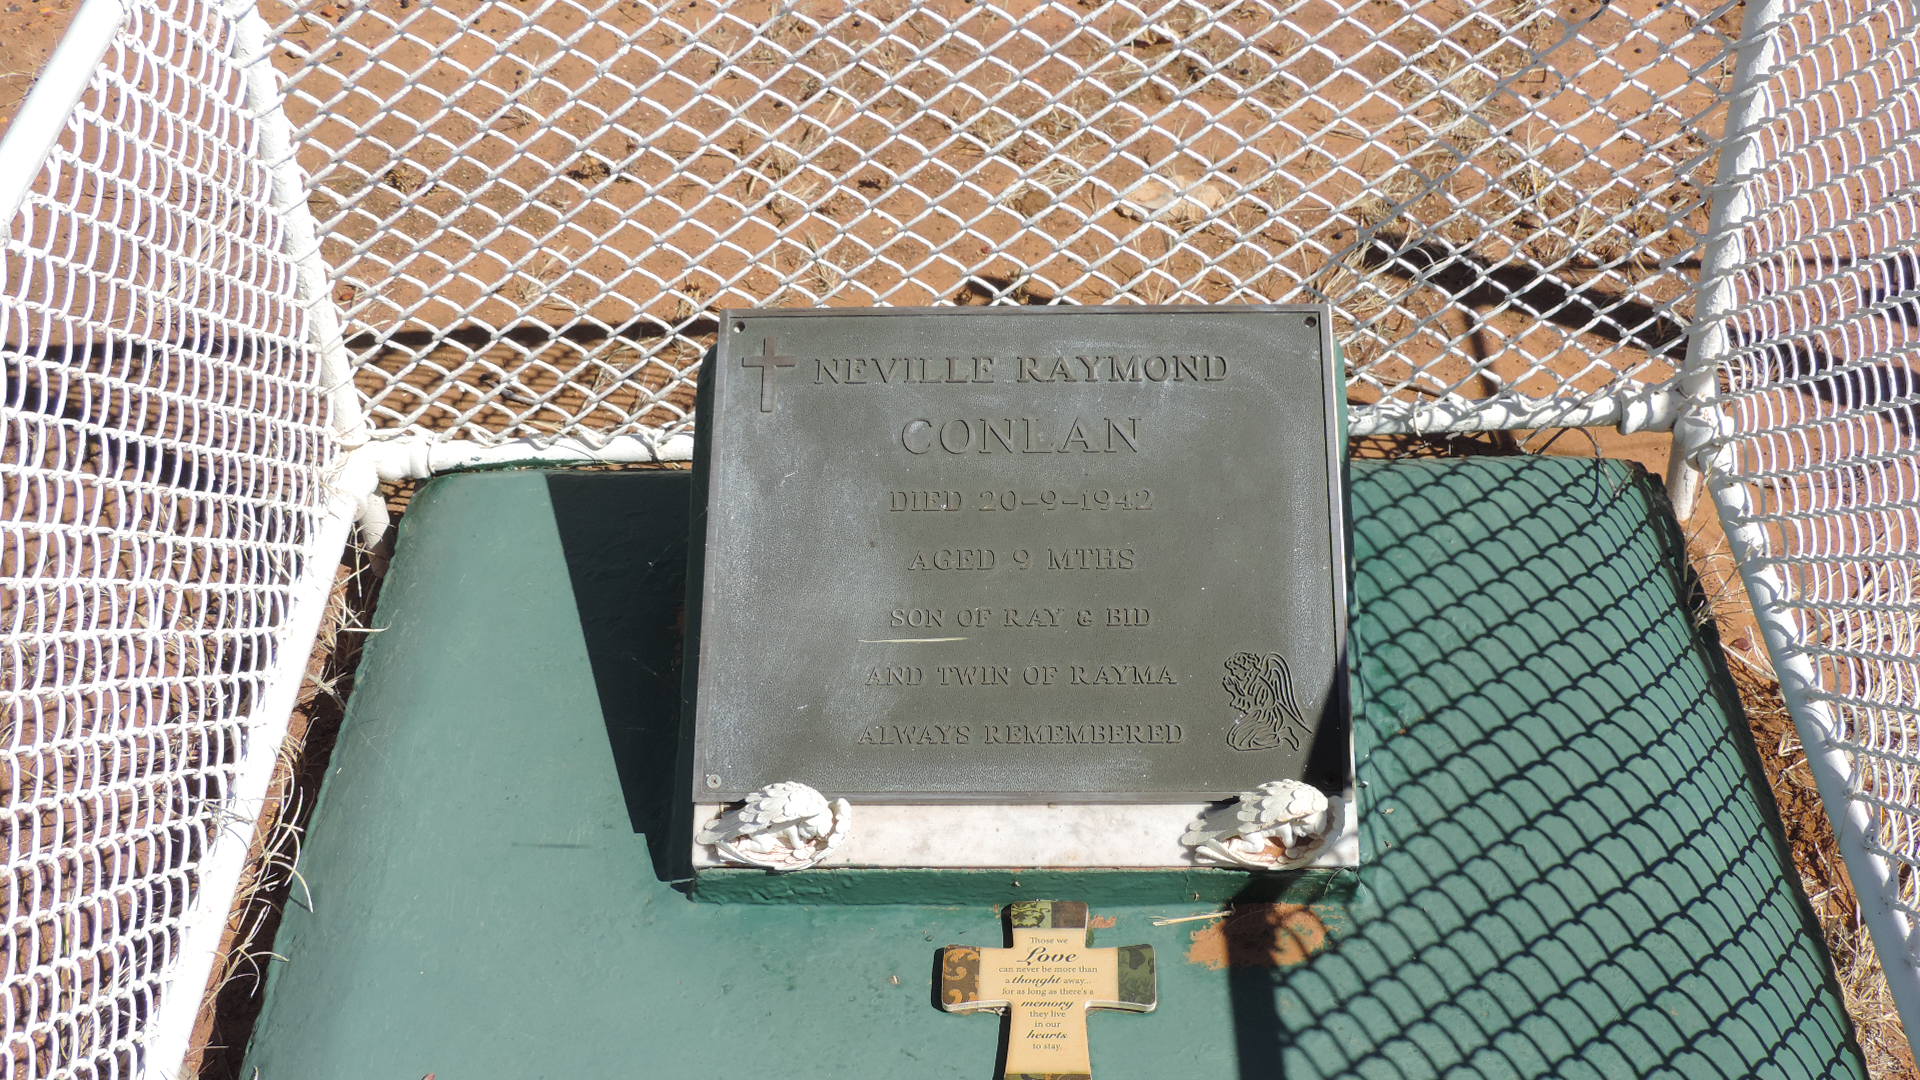 NEVILLE RAYMOND
CONLAN
DIED 20-9-1942
AGED 9 MTHS
SON OF RAY & BID
AND TWIN OF RAYMA
ALWAYS REMEMBERED
Those we
Love
can never be more than
a thought away...
for as long as there's a
memory
they live
in our
hearts
to stay.